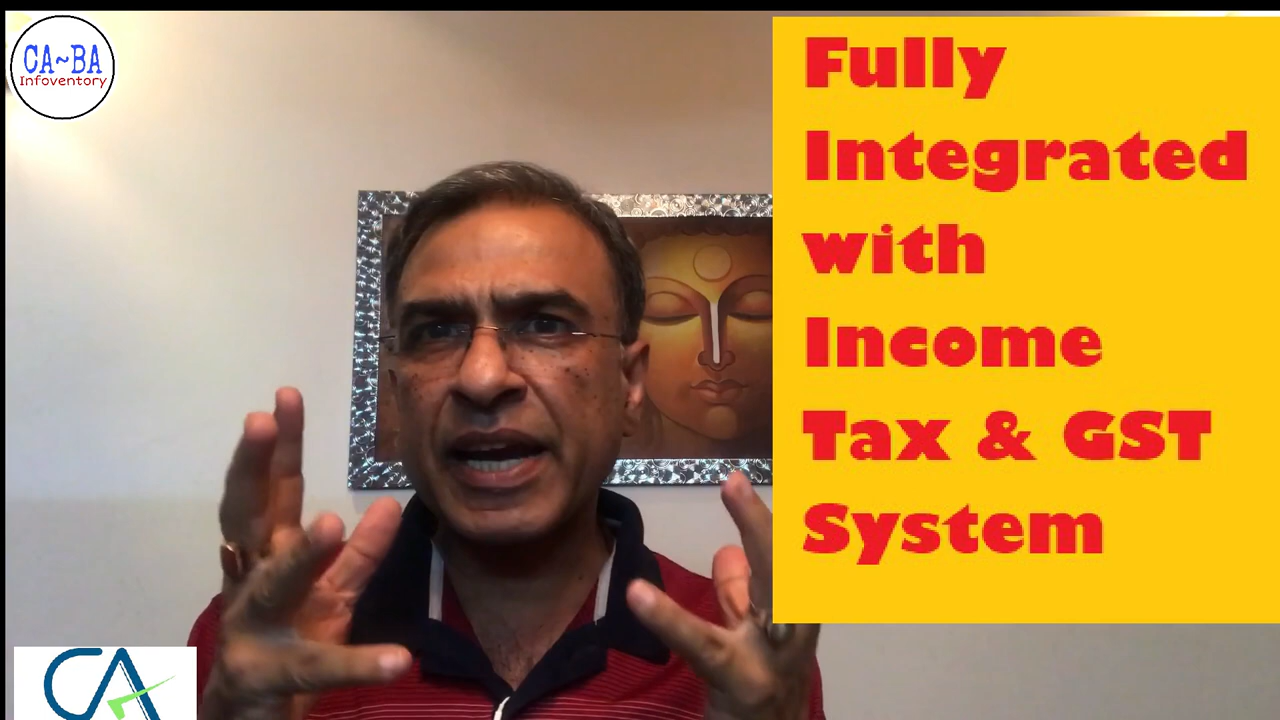 CA~BA
Infoventory
Fully
Integrated
with
Income
Tax & GST
System
CA